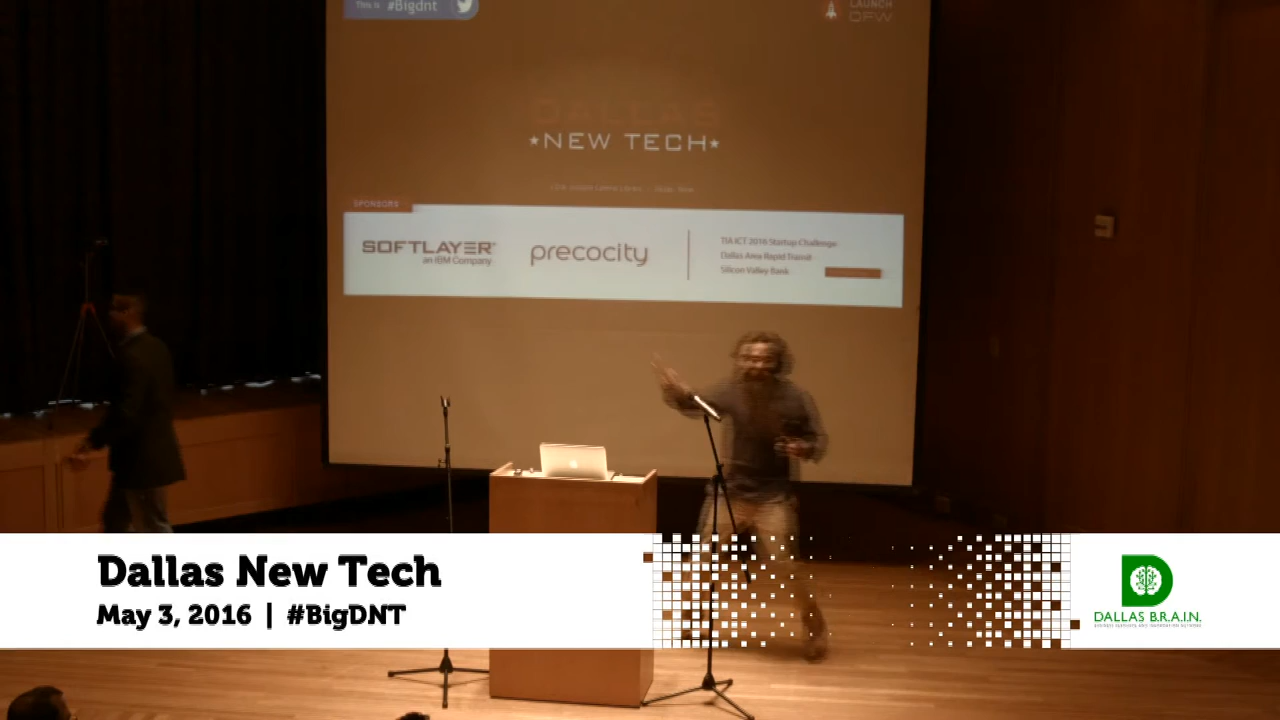 This is #Bigdnt
LAUNCH
DFW
DALLAS
★NEW TECH★
SPONSORS
SOFTLAYER®
an IBM Company
precocity
TIA ICT 2016 Startup Challenge
Dallas Area Rapid Transit
Silicon Valley Bank
Dallas New Tech
May 3, 2016 | #BigDNT
DALLAS B.R.A.I.N.